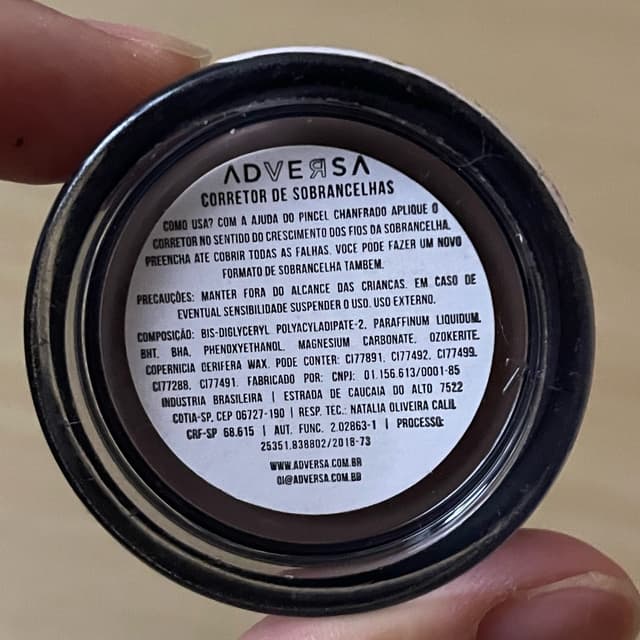 ADVERSA
CORRETOR DE SOBRANCELHAS
COMO USA? COM A AJUDA DO PINCEL CHANFRADO APLIQUE O
CORRETOR NO SENTIDO DO CRESCIMENTO DOS FIOS DA SOBRANCELHA.
PREENCHA ATE COBRIR TODAS AS FALHAS. VOCE PODE FAZER UM NOVO
FORMATO DE SOBRANCELHA TAMBEM.
PRECAUÇÕES: MANTER FORA DO ALCANCE DAS CRIANCAS. EM CASO DE
EVENTUAL SENSIBILIDADE SUSPENDER O USO. USO EXTERNO.
COMPOSIÇÃO: BIS-DIGLYCERYL POLYACYLADIPATE-2, PARAFFINUM LIQUIDUM,
BHT, BHA, PHENOXYETHANOL, MAGNESIUM CARBONATE, OZOKERITE,
COPERNICIA CERIFERA WAX. PODE CONTER: CI77891, CI77492, CI77499,
CI77288, CI77491. FABRICADO POR: CNPJ: 01.156.613/0001-85
INDUSTRIA BRASILEIRA | ESTRADA DE CAUCAIA DO ALTO 7522
COTIA-SP, CEP 06727-190 | RESP. TEC.: NATALIA OLIVEIRA CALIL
CRF-SP 68.615 | AUT. FUNC. 2.02863-1 | PROCESSO:
25351.838802/2018-73
WWW.ADVERSA.COM.BR
OI@ADVERSA.COM.BR